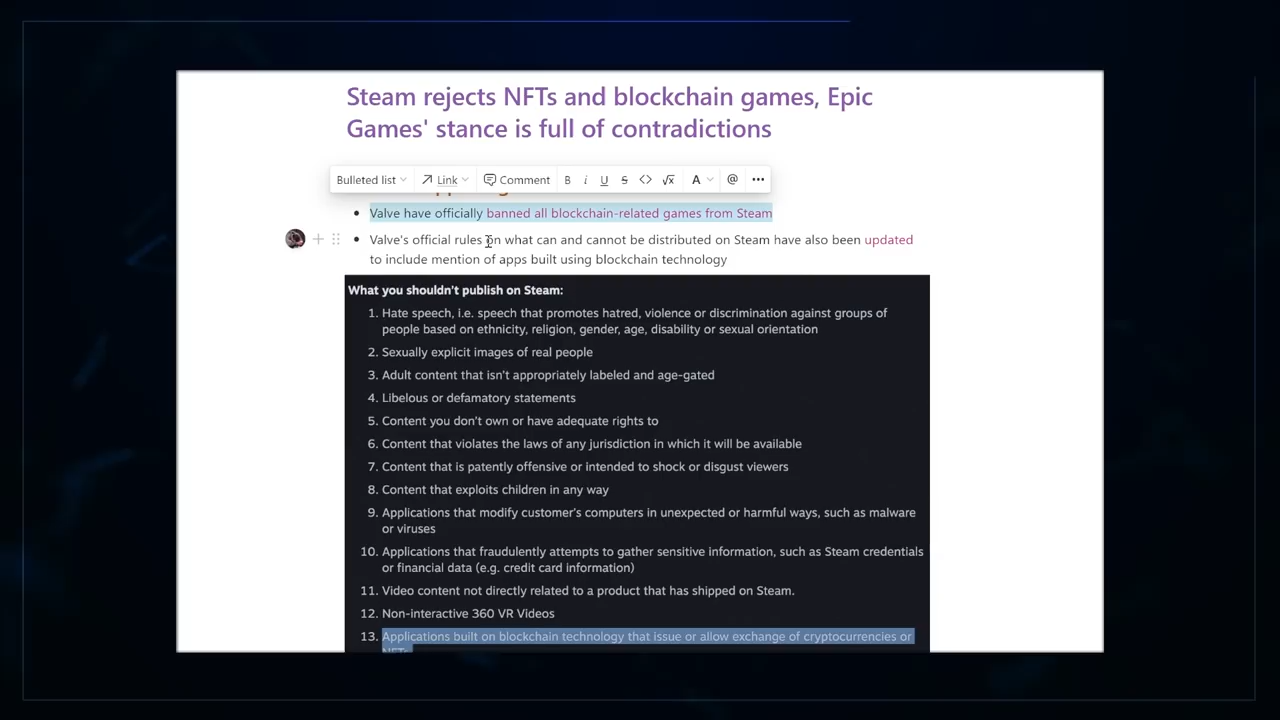 Steam rejects NFTs and blockchain games, Epic
Games' stance is full of contradictions
Bulleted list Link Comment B i U S <> √x A @ •••
• Valve have officially banned all blockchain-related games from Steam
• Valve's official rules on what can and cannot be distributed on Steam have also been updated
to include mention of apps built using blockchain technology
What you shouldn't publish on Steam:
1. Hate speech, i.e. speech that promotes hatred, violence or discrimination against groups of
people based on ethnicity, religion, gender, age, disability or sexual orientation
2. Sexually explicit images of real people
3. Adult content that isn't appropriately labeled and age-gated
4. Libelous or defamatory statements
5. Content you don't own or have adequate rights to
6. Content that violates the laws of any jurisdiction in which it will be available
7. Content that is patently offensive or intended to shock or disgust viewers
8. Content that exploits children in any way
9. Applications that modify customer's computers in unexpected or harmful ways, such as malware
or viruses
10. Applications that fraudulently attempts to gather sensitive information, such as Steam credentials
or financial data (e.g. credit card information)
11. Video content not directly related to a product that has shipped on Steam.
12. Non-interactive 360 VR Videos
13. Applications built on blockchain technology that issue or allow exchange of cryptocurrencies or
NFTs